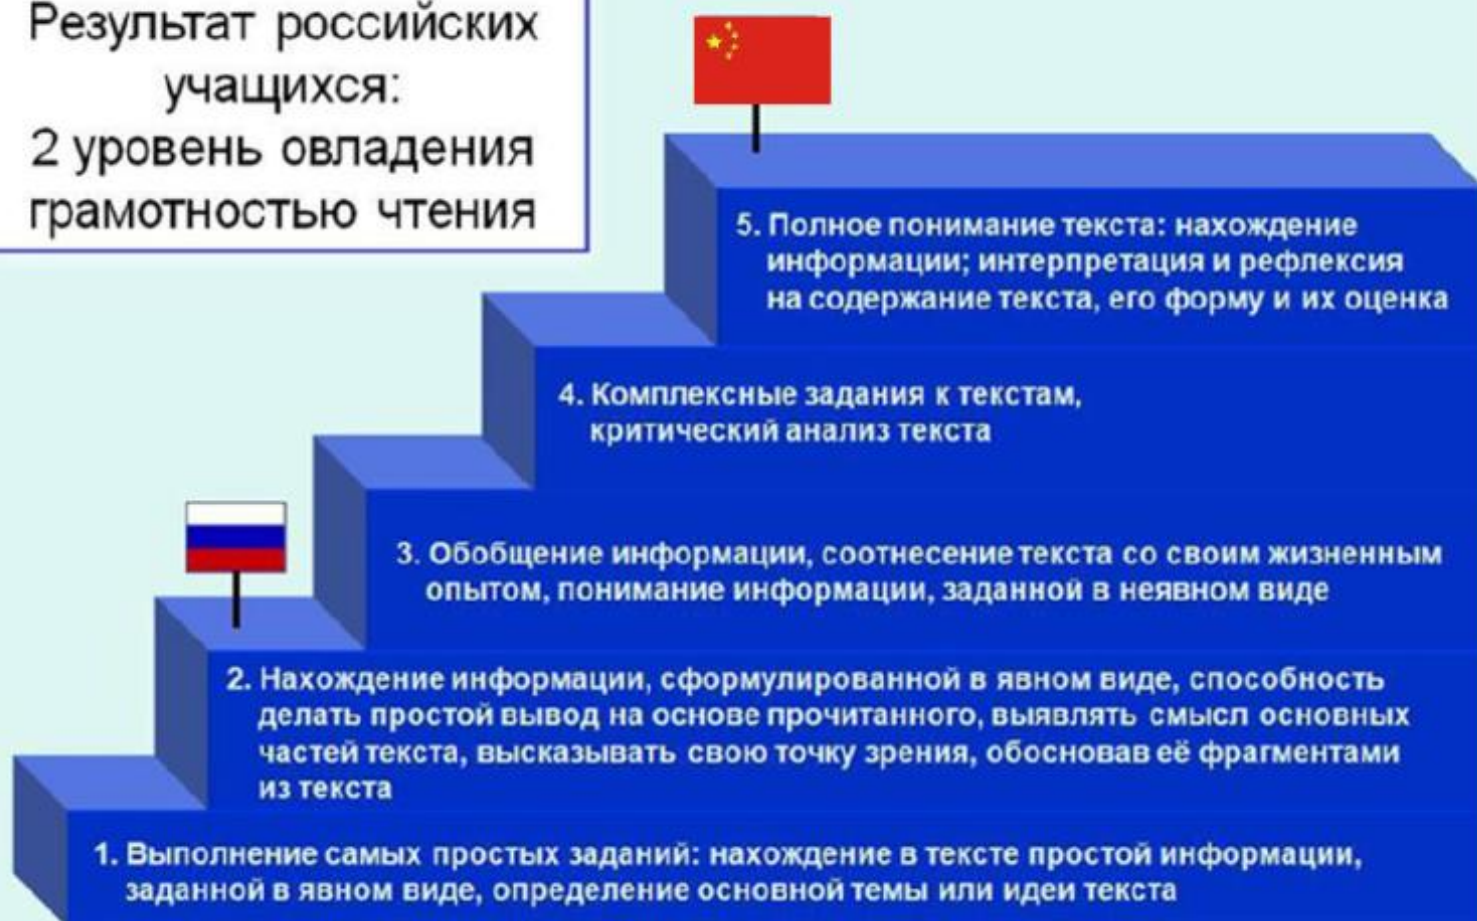 Результат российских
учащихся:
2 уровень овладения
грамотностью чтения
5. Полное понимание текста: нахождение
информации; интерпретация и рефлексия
на содержание текста, его форму и их оценка
4. Комплексные задания к текстам,
критический анализ текста
3. Обобщение информации, соотнесение текста со своим жизненным
опытом, понимание информации, заданной в неявном виде
2. Нахождение информации, сформулированной в явном виде, способность
делать простой вывод на основе прочитанного, выявлять смысл основных
частей текста, высказывать свою точку зрения, обосновав её фрагментами
из текста
1. Выполнение самых простых заданий: нахождение в тексте простой информации,
заданной в явном виде, определение основной темы или идеи текста